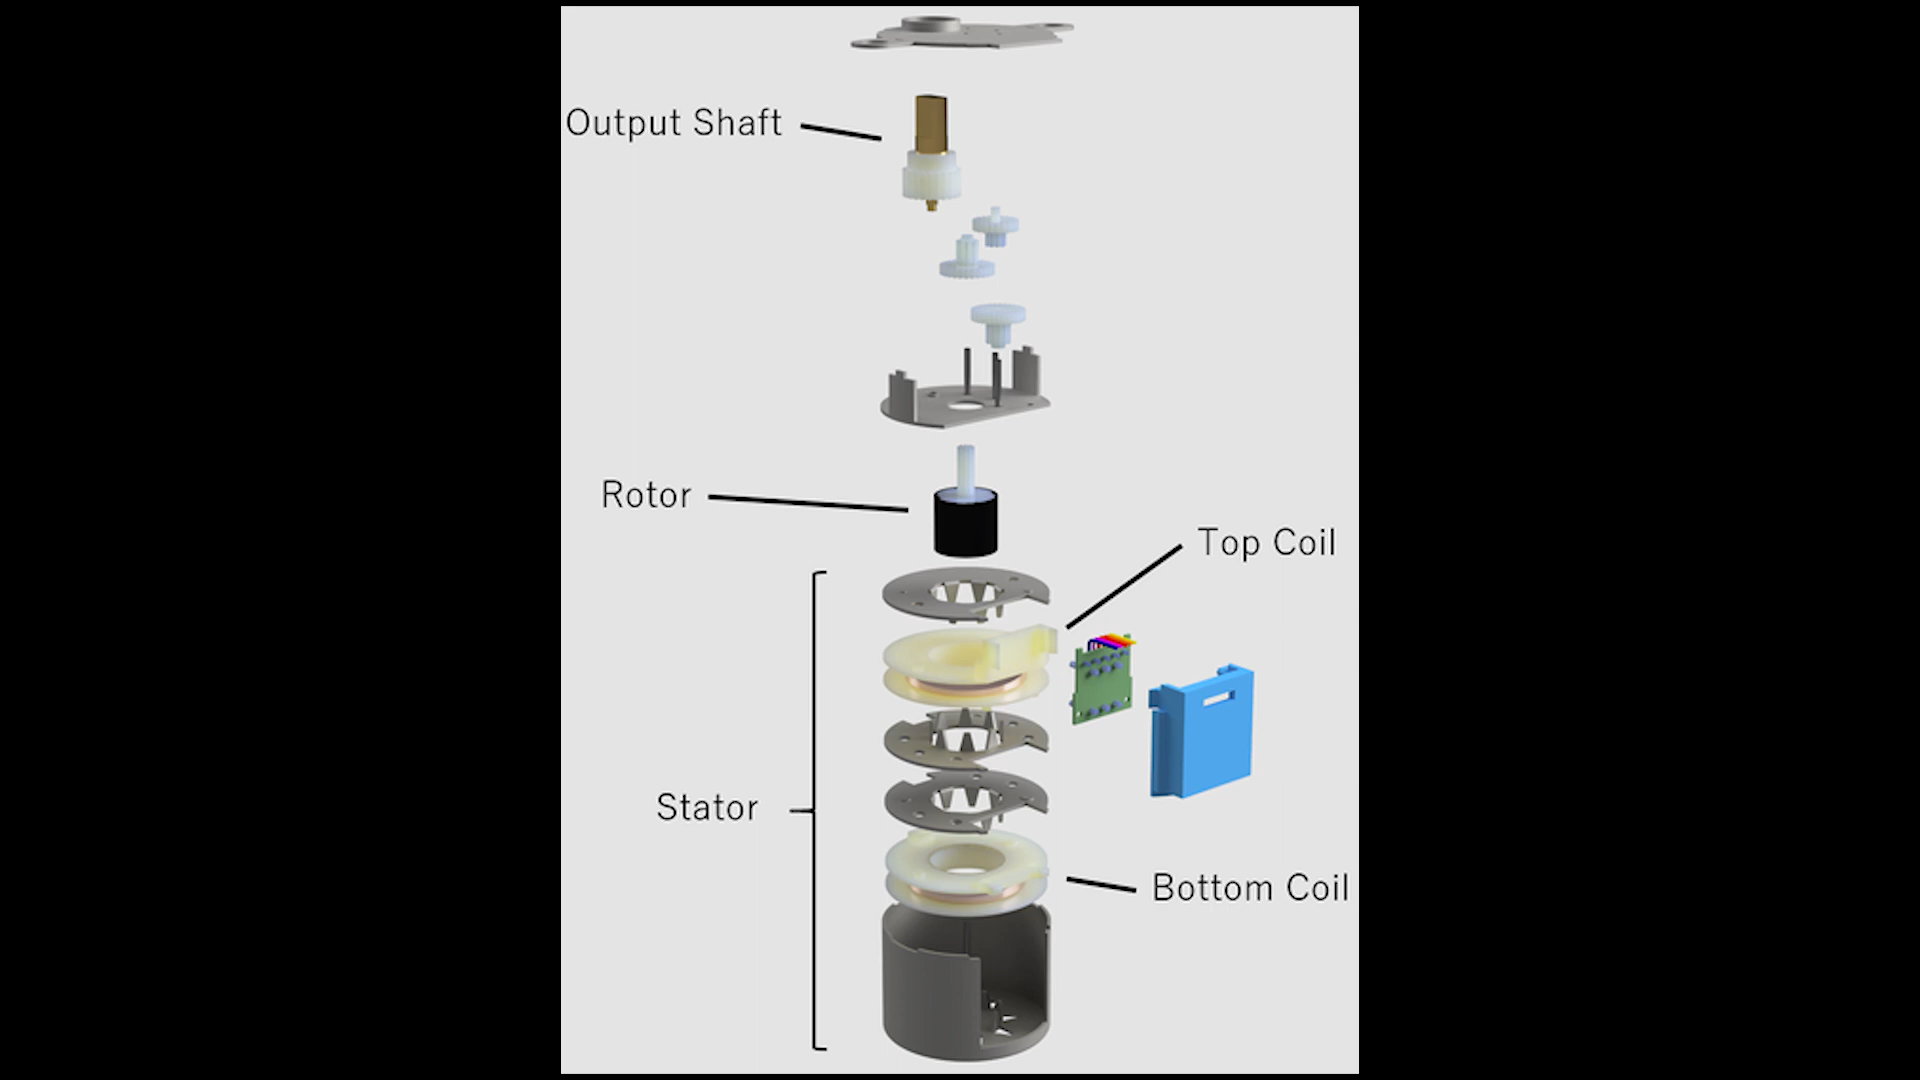 Output Shaft
Rotor
Top Coil
Stator
Bottom Coil